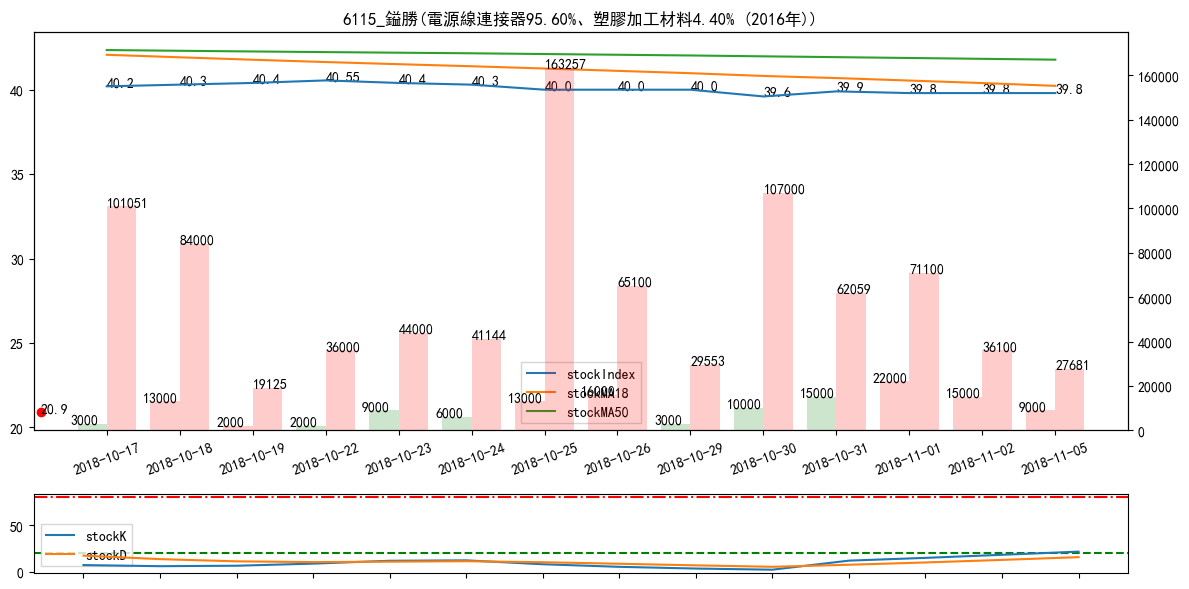 6115_鎰勝(電源線連接器95.60%、塑膠加工材料4.40% (2016年))
40 35 30 25 20
160000 140000 120000 100000 80000 60000 40000 20000 0
40.2 40.3 40.4 40.55 40.4 40.3 40.0 40.0 40.0 39.6 39.9 39.8 39.8 39.8
20.9
3000 101051 13000 84000 2000 19125 2000 36000 9000 44000 6000 41144 13000 163257 16000 65100 3000 29553 10000 107000 15000 62059 22000 71100 15000 36100 9000 27681
stockIndex
stockMA18
stockMA50
2018-10-17 2018-10-18 2018-10-19 2018-10-22 2018-10-23 2018-10-24 2018-10-25 2018-10-26 2018-10-29 2018-10-30 2018-10-31 2018-11-01 2018-11-02 2018-11-05
50 0
stockK
stockD